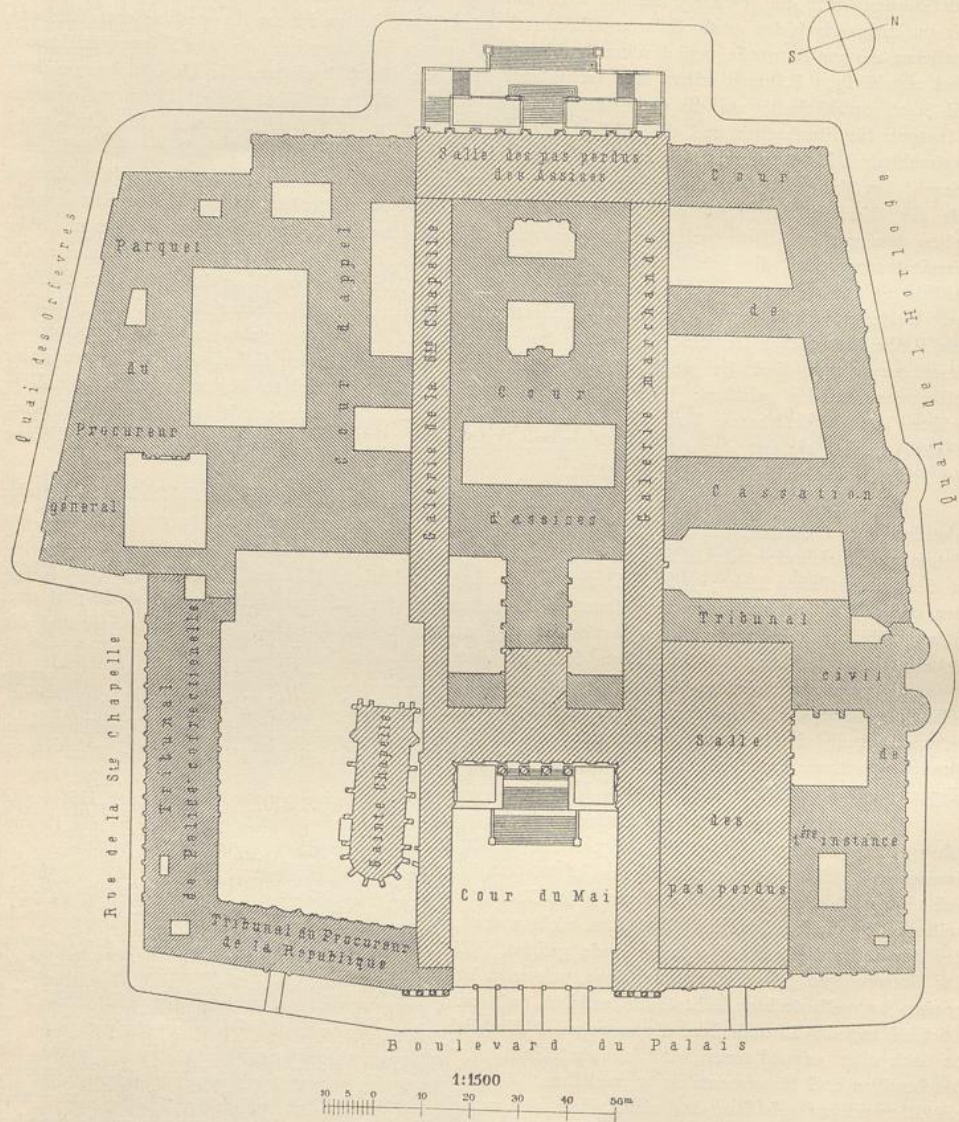 N
S
Salle des pas perdus
des Assises
Cour
de
Cassation
Quai de l'Horloge
Quai des Orfèvres
Parquet
du
Procureur
général
Cour d'appel
Galerie de la Ste Chapelle
Cour
d'assises
Galerie marchande
Tribunal
civil
de
1ère instance
Rue de la Ste Chapelle
Tribunal
de Police correctionelle
Sainte Chapelle
Salle
des
pas perdus
Cour du Mai
Tribunal du Procureur
de la République
Boulevard du Palais
1:1500
10 5 0 10 20 30 40 50m